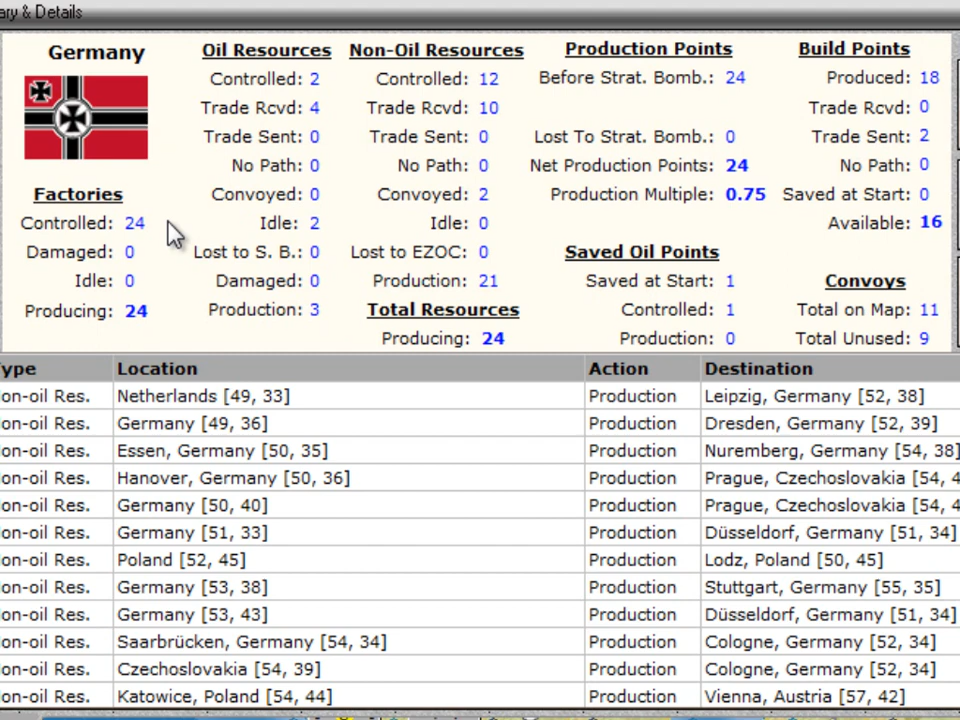 ary & Details
Germany
Factories
Controlled: 24
Damaged: 0
Idle: 0
Producing: 24
Oil Resources
Controlled: 2
Trade Rcvd: 4
Trade Sent: 0
No Path: 0
Convoyed: 0
Idle: 2
Lost to S. B.: 0
Damaged: 0
Production: 3
Non-Oil Resources
Controlled: 12
Trade Rcvd: 10
Trade Sent: 0
No Path: 0
Convoyed: 2
Idle: 0
Lost to EZOC: 0
Production: 21
Total Resources
Producing: 24
Production Points
Before Strat. Bomb.: 24
Lost To Strat. Bomb.: 0
Net Production Points: 24
Production Multiple: 0.75
Saved Oil Points
Saved at Start: 1
Controlled: 1
Production: 0
Build Points
Produced: 18
Trade Rcvd: 0
Trade Sent: 2
No Path: 0
Saved at Start: 0
Available: 16
Convoys
Total on Map: 11
Total Unused: 9
ype Location Action Destination
on-oil Res. Netherlands [49, 33] Production Leipzig, Germany [52, 38]
on-oil Res. Germany [49, 36] Production Dresden, Germany [52, 39]
on-oil Res. Essen, Germany [50, 35] Production Nuremberg, Germany [54, 38]
on-oil Res. Hanover, Germany [50, 36] Production Prague, Czechoslovakia [54, 4
on-oil Res. Germany [50, 40] Production Prague, Czechoslovakia [54, 4
on-oil Res. Germany [51, 33] Production Düsseldorf, Germany [51, 34]
on-oil Res. Poland [52, 45] Production Lodz, Poland [50, 45]
on-oil Res. Germany [53, 38] Production Stuttgart, Germany [55, 35]
on-oil Res. Germany [53, 43] Production Düsseldorf, Germany [51, 34]
on-oil Res. Saarbrücken, Germany [54, 34] Production Cologne, Germany [52, 34]
on-oil Res. Czechoslovakia [54, 39] Production Cologne, Germany [52, 34]
on-oil Res. Katowice, Poland [54, 44] Production Vienna, Austria [57, 42]